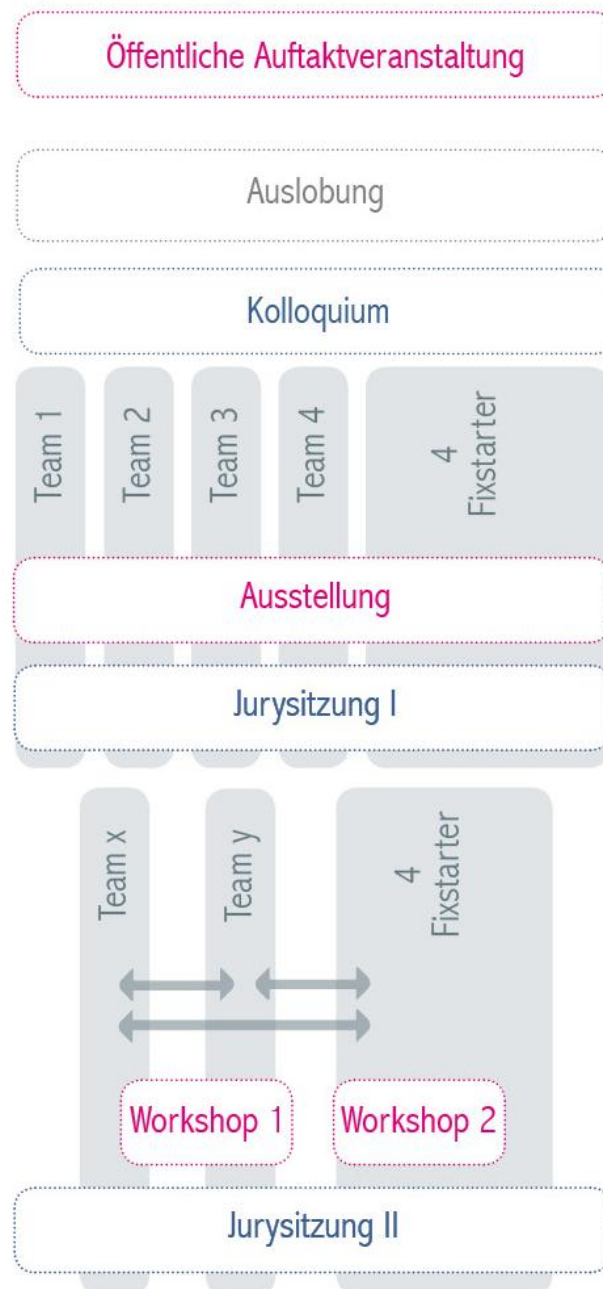 Öffentliche Auftaktveranstaltung
Auslobung
Kolloquium
Team 1
Team 2
Team 3
Team 4
4
Fixstarter
Ausstellung
Jurysitzung I
Team x
Team y
4
Fixstarter
Workshop 1
Workshop 2
Jurysitzung II